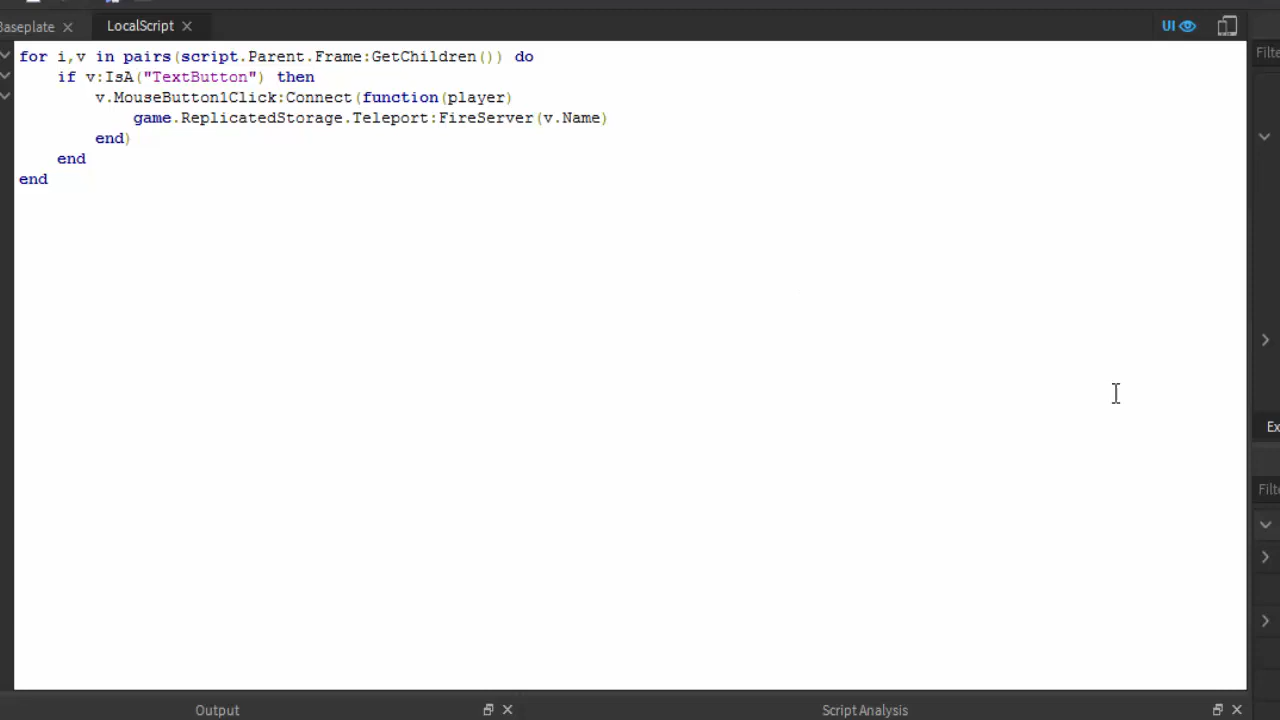 Baseplate
LocalScript
UI
for i,v in pairs(script.Parent.Frame:GetChildren()) do
    if v:IsA("TextButton") then
        v.MouseButton1Click:Connect(function(player)
            game.ReplicatedStorage.Teleport:FireServer(v.Name)
        end)
    end
end
Output
Script Analysis